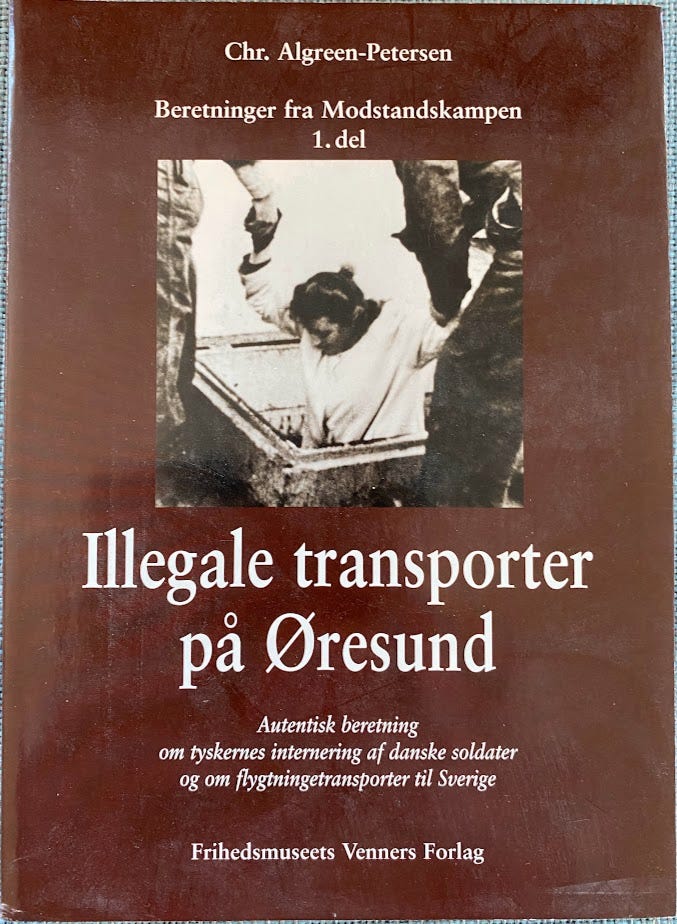 Chr. Algreen-Petersen
Beretninger fra Modstandskampen
1. del
Illegale transporter
på Øresund
Autentisk beretning
om tyskernes internering af danske soldater
og om flygtningetransporter til Sverige
Frihedsmuseets Venners Forlag